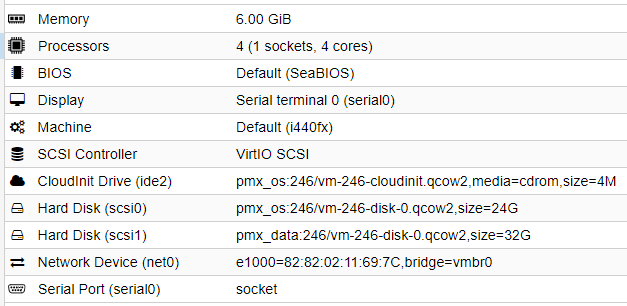 Memory 6.00 GiB
Processors 4 (1 sockets, 4 cores)
BIOS Default (SeaBIOS)
Display Serial terminal 0 (serial0)
Machine Default (i440fx)
SCSI Controller VirtIO SCSI
CloudInit Drive (ide2) pmx_os:246/vm-246-cloudinit.qcow2,media=cdrom,size=4M
Hard Disk (scsi0) pmx_os:246/vm-246-disk-0.qcow2,size=24G
Hard Disk (scsi1) pmx_data:246/vm-246-disk-0.qcow2,size=32G
Network Device (net0) e1000=82:82:02:11:69:7C,bridge=vmbr0
Serial Port (serial0) socket